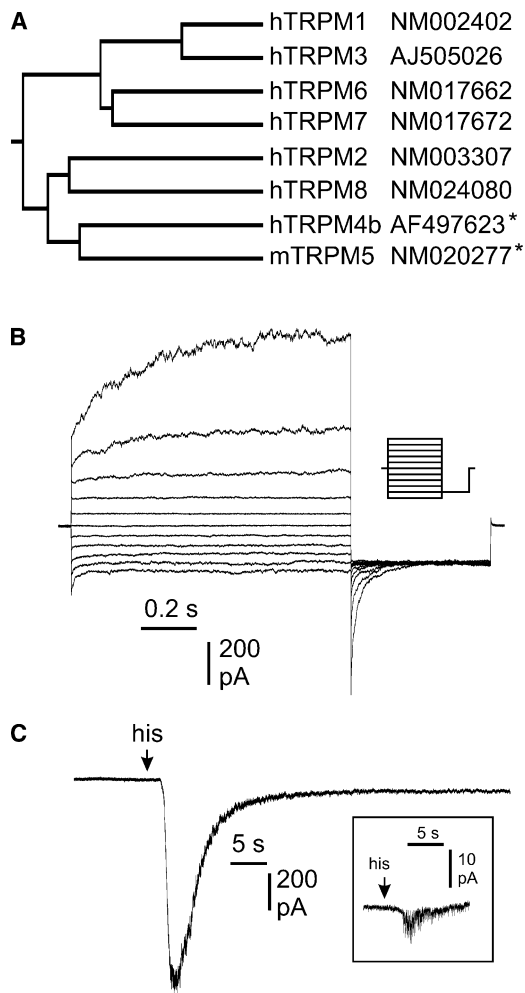 A
hTRPM1 NM002402
hTRPM3 AJ505026
hTRPM6 NM017662
hTRPM7 NM017672
hTRPM2 NM003307
hTRPM8 NM024080
hTRPM4b AF497623*
mTRPM5 NM020277*
B
0.2 s
200
pA
C
his
5 s
200
pA
5 s
his
10
pA